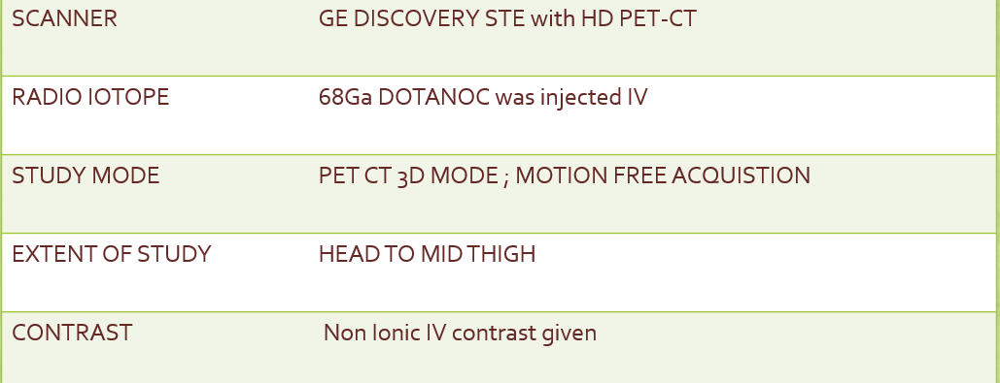 SCANNER GE DISCOVERY STE with HD PET-CT
RADIO IOTOPE 68Ga DOTANOC was injected IV
STUDY MODE PET CT 3D MODE ; MOTION FREE ACQUISTION
EXTENT OF STUDY HEAD TO MID THIGH
CONTRAST Non Ionic IV contrast given